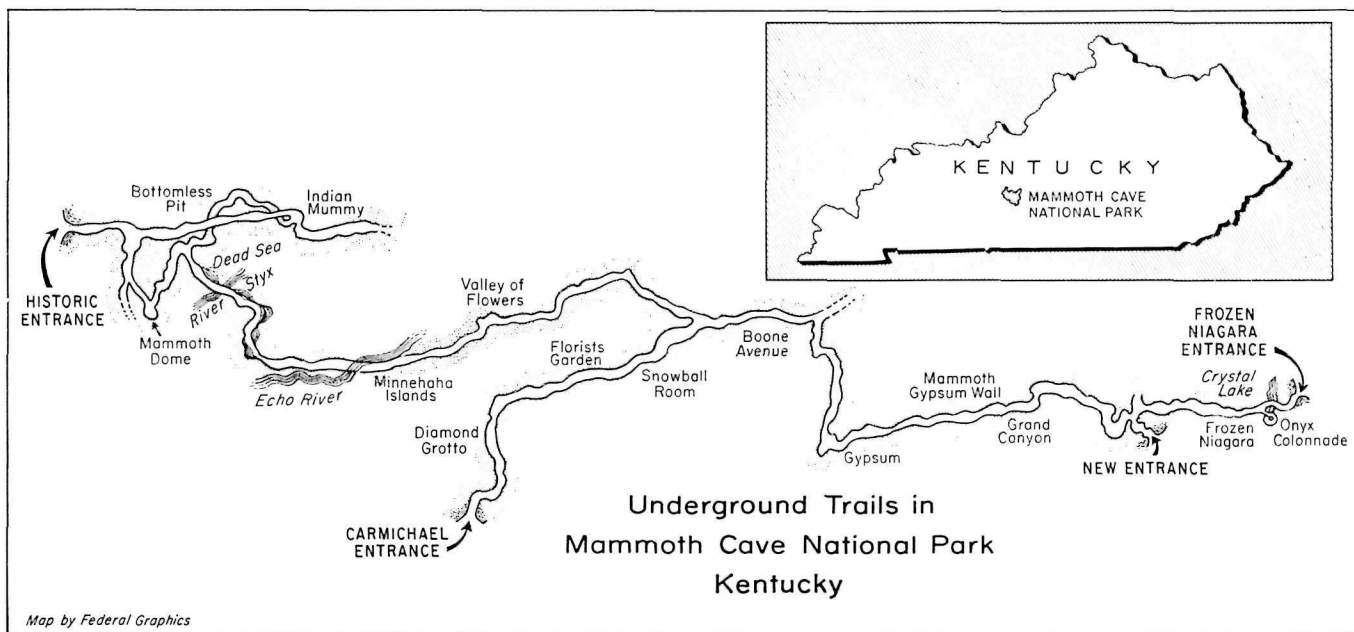 KENTUCKY
MAMMOTH CAVE
NATIONAL PARK
Bottomless
Pit
Indian
Mummy
Dead Sea
River Styx
HISTORIC
ENTRANCE
Mammoth
Dome
Echo River
Minnehaha
Islands
Valley of
Flowers
Florists
Garden
Snowball
Room
Boone
Avenue
Diamond
Grotto
CARMICHAEL
ENTRANCE
Gypsum
Mammoth
Gypsum Wall
Grand
Canyon
NEW ENTRANCE
FROZEN
NIAGARA
ENTRANCE
Crystal
Lake
Frozen
Niagara
Onyx
Colonnade
Underground Trails in
Mammoth Cave National Park
Kentucky
Map by Federal Graphics